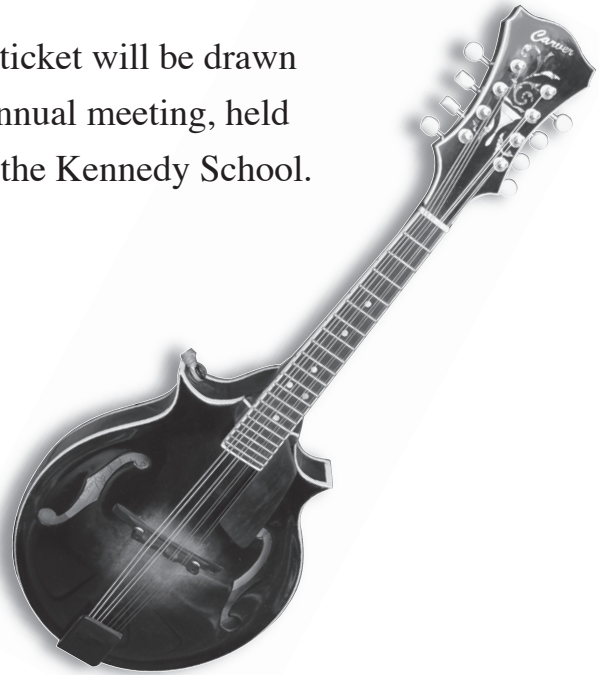 ticket will be drawn
nnual meeting, held
the Kennedy School.
Carver